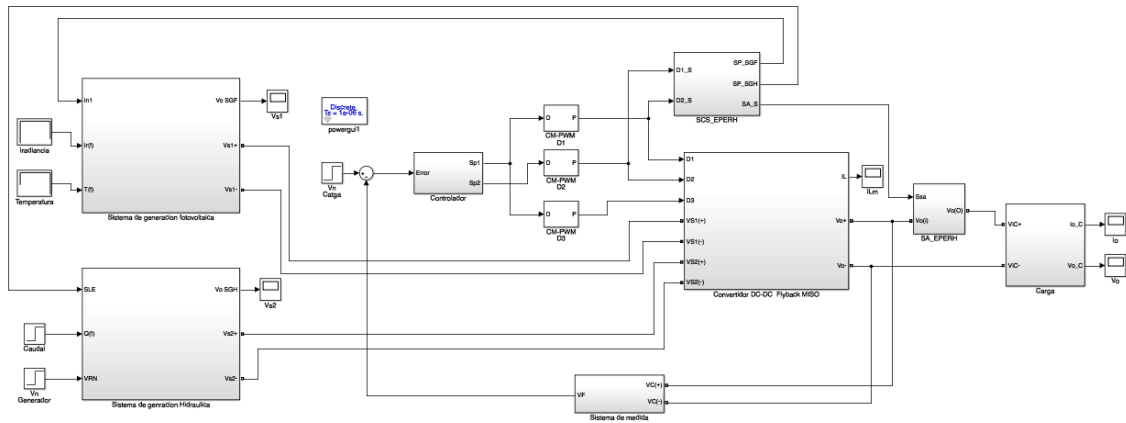 In1
Ir(t)
T(t)
Vo SGF
Vs1+
Vs1-
Sistema de generation fotovoltaica
Iradiancia
Temperatura
Vs1
Discrete,
Ts = 1e-06 s.
powergui1
Vn
Catga
Error
Sp1
Sp2
Controlador
D P
CM-PWM
D1
D P
CM-PWM
D2
D P
CM-PWM
D3
D1_S
D2_S
SP_SGF
SP_SGH
SA_S
SCS_EPERH
D1
D2
D3
VS1(+)
VS1(-)
VS2(+)
VS2(-)
IL
Vo+
Vo-
Convertidor DC-DC Flyback MISO
ILm
Ssa
Vo(i)
Vo(O)
SA_EPERH
ViC+
ViC-
Io_C
Vo_C
Carga
Io
Vo
SLE
Q(t)
VRN
Vo SGH
Vs2+
Vs2-
Sistema de genration Hidraulica
Caudal
Vn
Generador
Vs2
VF
VC(+)
VC(-)
Sistema de medida